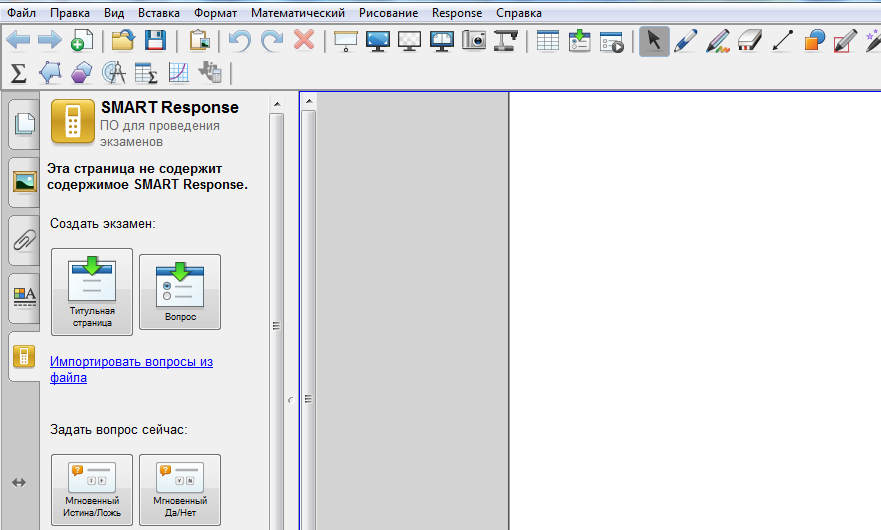 Файл Правка Вид Вставка Формат Математический Рисование Response Справка
SMART Response
ПО для проведения
экзаменов
Эта страница не содержит
содержимое SMART Response.
Создать экзамен:
Титульная
страница
Вопрос
Импортировать вопросы из
файла
Задать вопрос сейчас:
T F
Мгновенный
Истина/Ложь
Y N
Мгновенный
Да/Нет